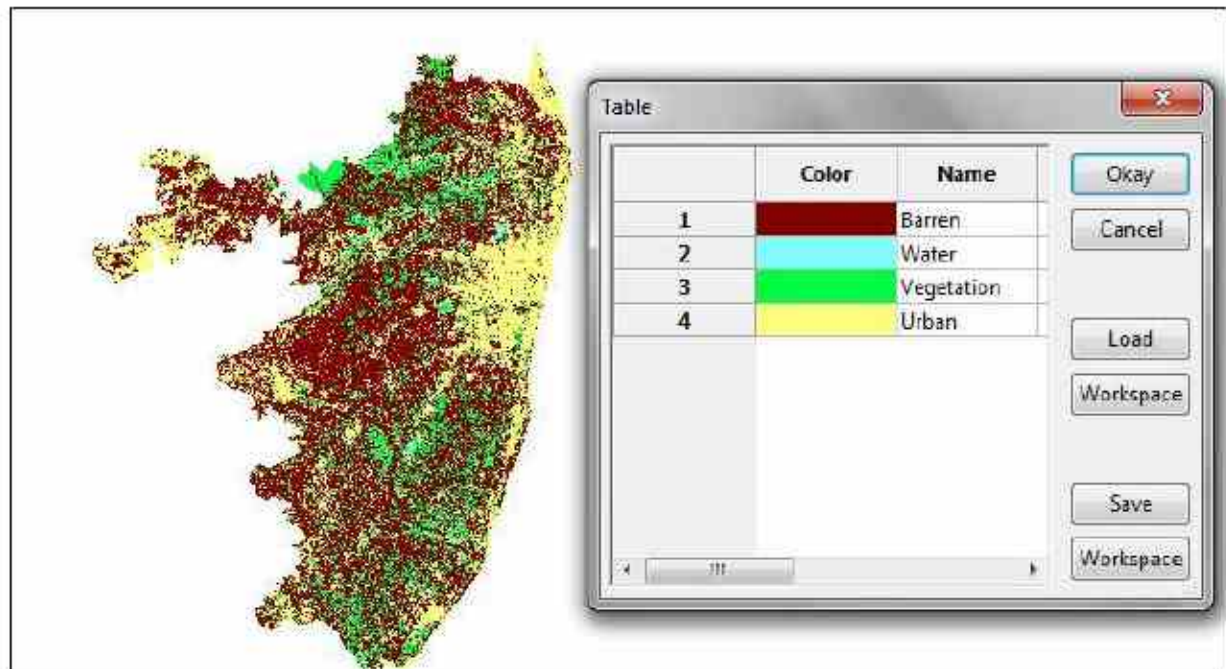 Table
Color Name
1 Barren
2 Water
3 Vegetation
4 Urban
Okay
Cancel
Load
Workspace
Save
Workspace